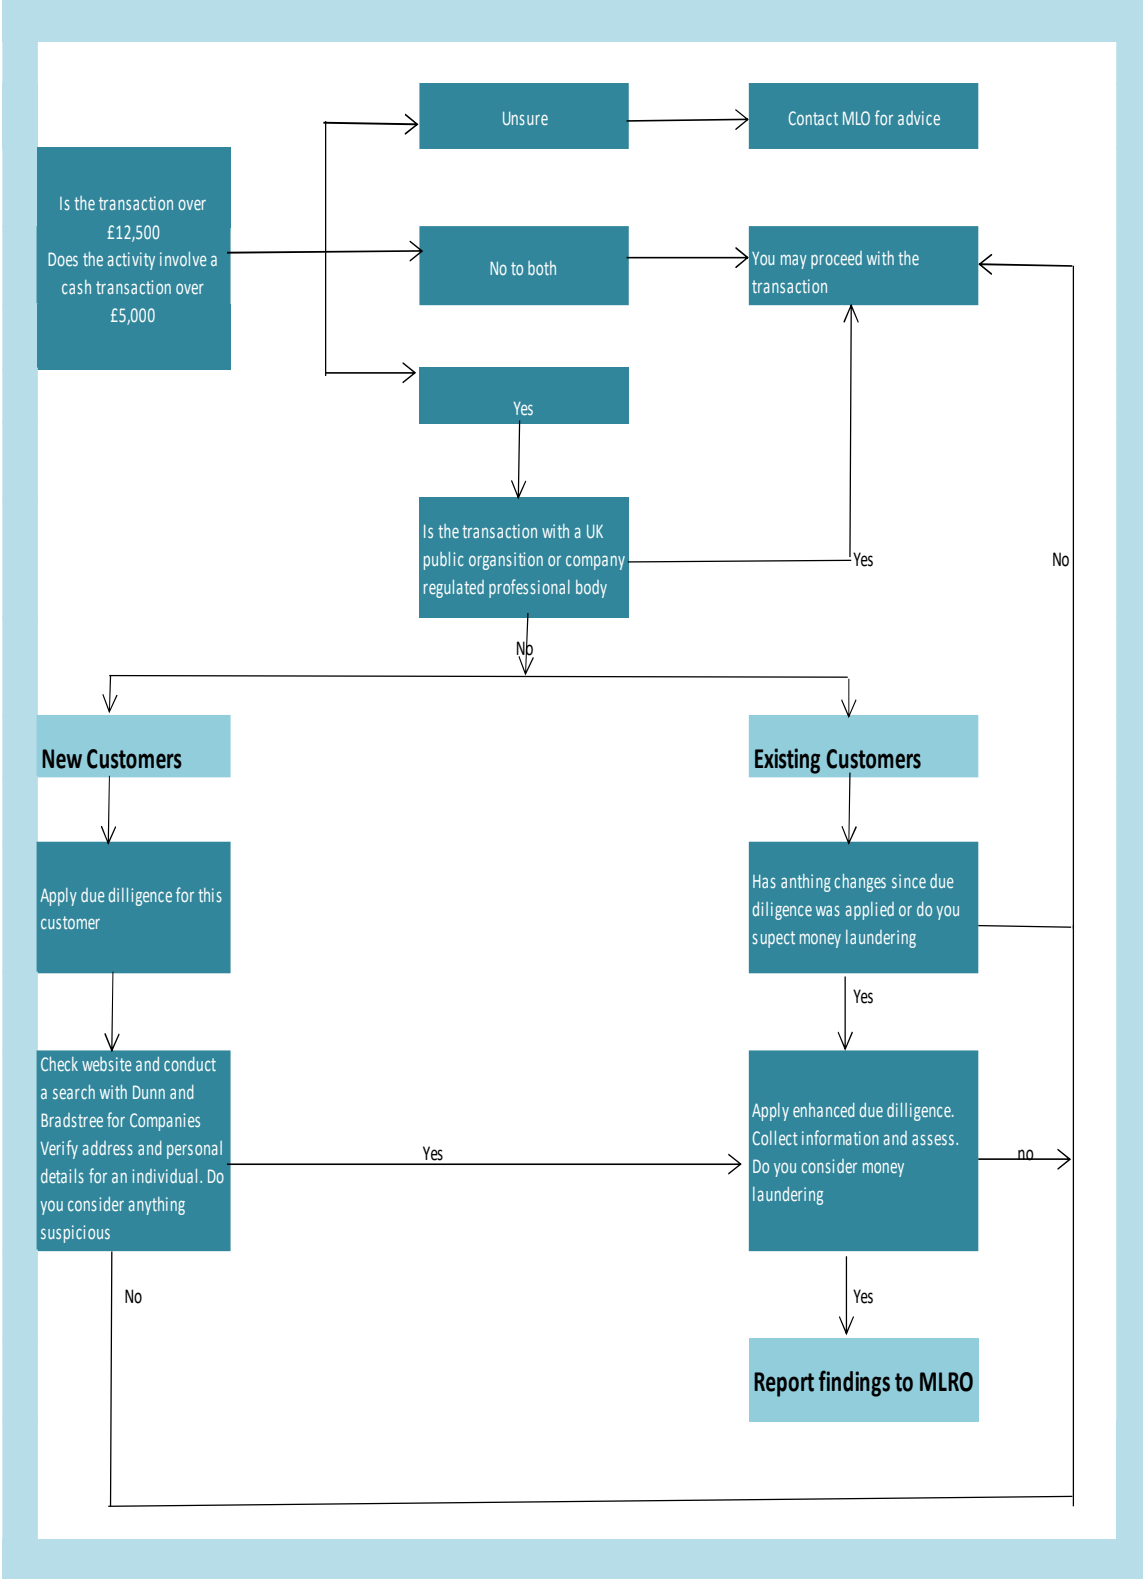 Unsure
Contact MLO for advice
Is the transaction over
£12,500
Does the activity involve a
cash transaction over
£5,000
No to both
You may proceed with the
transaction
Yes
Is the transaction with a UK
public organsition or company
regulated professional body
Yes
No
No
New Customers
Existing Customers
Apply due dilligence for this
customer
Has anthing changes since due
diligence was applied or do you
supect money laundering
Yes
Check website and conduct
a search with Dunn and
Bradstree for Companies
Verify address and personal
details for an individual. Do
you consider anything
suspicious
Yes
Apply enhanced due dilligence.
Collect information and assess.
Do you consider money
laundering
no
No
Yes
Report findings to MLRO